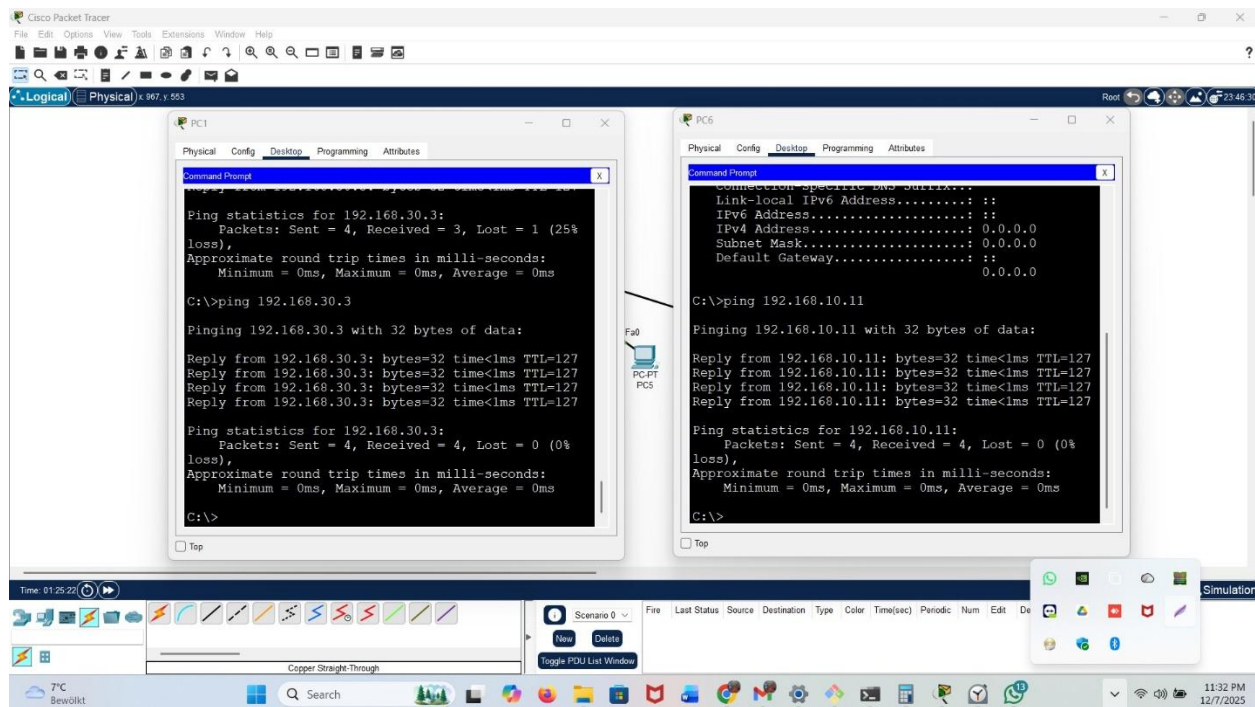 Cisco Packet Tracer
File Edit Options View Tools Extensions Window Help
?
Logical Physical x: 967, y: 553
Root 23:46:30
PC1
Physical Config Desktop Programming Attributes
Command Prompt X
Ping statistics for 192.168.30.3:
Packets: Sent = 4, Received = 3, Lost = 1 (25%
loss),
Approximate round trip times in milli-seconds:
Minimum = 0ms, Maximum = 0ms, Average = 0ms
C:\>ping 192.168.30.3
Pinging 192.168.30.3 with 32 bytes of data:
Reply from 192.168.30.3: bytes=32 time<1ms TTL=127
Reply from 192.168.30.3: bytes=32 time<1ms TTL=127
Reply from 192.168.30.3: bytes=32 time<1ms TTL=127
Reply from 192.168.30.3: bytes=32 time<1ms TTL=127
Ping statistics for 192.168.30.3:
Packets: Sent = 4, Received = 4, Lost = 0 (0%
loss),
Approximate round trip times in milli-seconds:
Minimum = 0ms, Maximum = 0ms, Average = 0ms
C:\>
Top
Fa0
PC-PT
PC5
PC6
Physical Config Desktop Programming Attributes
Command Prompt X
Connection-specific DNS Suffix..:
Link-local IPv6 Address.........: ::
IPv6 Address....................: ::
IPv4 Address....................: 0.0.0.0
Subnet Mask.....................: 0.0.0.0
Default Gateway.................: ::
0.0.0.0
C:\>ping 192.168.10.11
Pinging 192.168.10.11 with 32 bytes of data:
Reply from 192.168.10.11: bytes=32 time<1ms TTL=127
Reply from 192.168.10.11: bytes=32 time<1ms TTL=127
Reply from 192.168.10.11: bytes=32 time<1ms TTL=127
Reply from 192.168.10.11: bytes=32 time<1ms TTL=127
Ping statistics for 192.168.10.11:
Packets: Sent = 4, Received = 4, Lost = 0 (0%
loss),
Approximate round trip times in milli-seconds:
Minimum = 0ms, Maximum = 0ms, Average = 0ms
C:\>
Top
Time: 01:25:22
Simulation
Scenario 0
New Delete
Toggle PDU List Window
Fire Last Status Source Destination Type Color Time(sec) Periodic Num Edit De
Copper Straight-Through
7°C
Bewölkt
Search
13
11:32 PM
12/7/2025